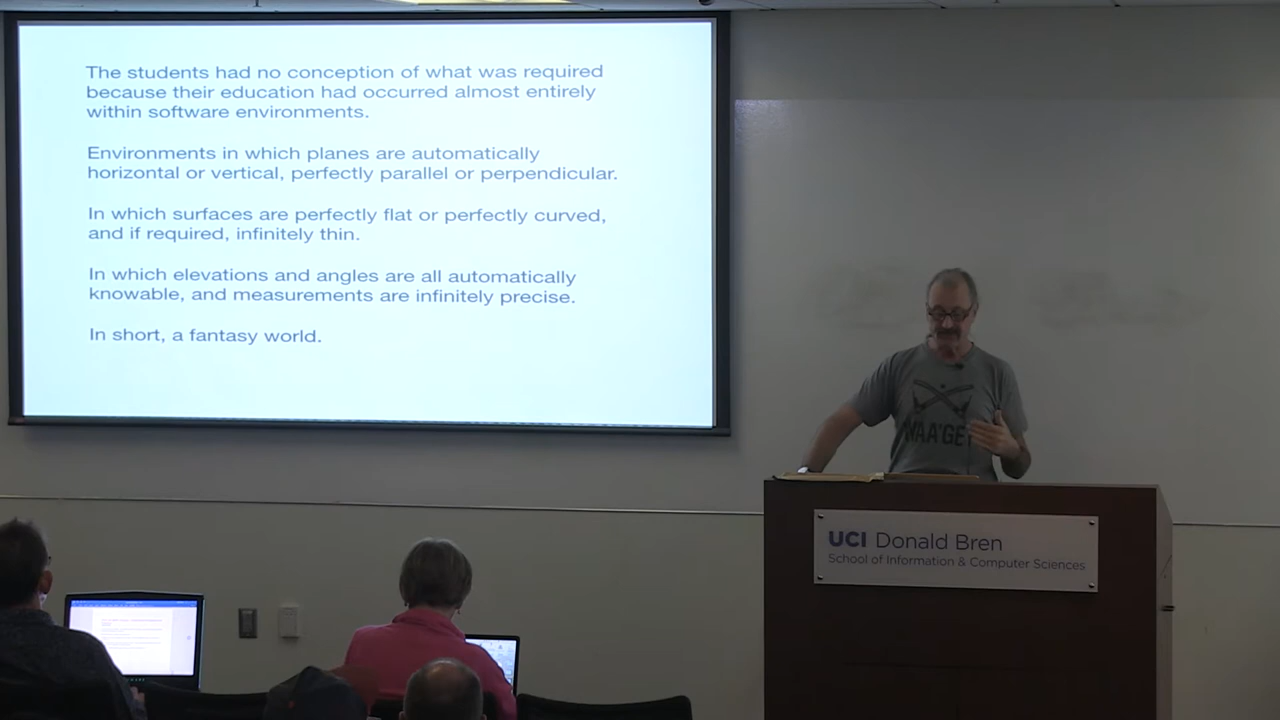 The students had no conception of what was required
because their education had occurred almost entirely
within software environments.
Environments in which planes are automatically
horizontal or vertical, perfectly parallel or perpendicular.
In which surfaces are perfectly flat or perfectly curved,
and if required, infinitely thin.
In which elevations and angles are all automatically
knowable, and measurements are infinitely precise.
In short, a fantasy world.
UCI Donald Bren
School of Information & Computer Sciences